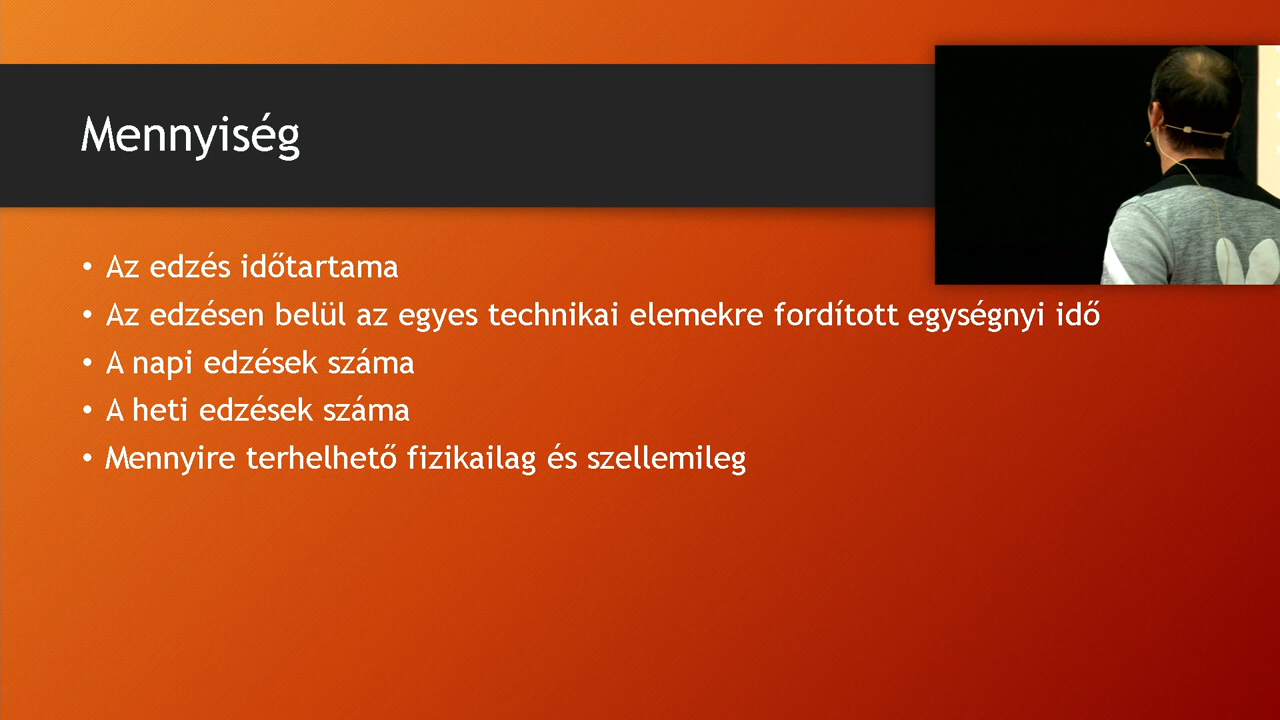 Mennyiség
• Az edzés időtartama
• Az edzésen belül az egyes technikai elemekre fordított egységnyi idő
• A napi edzések száma
• A heti edzések száma
• Mennyire terhelhető fizikailag és szellemileg